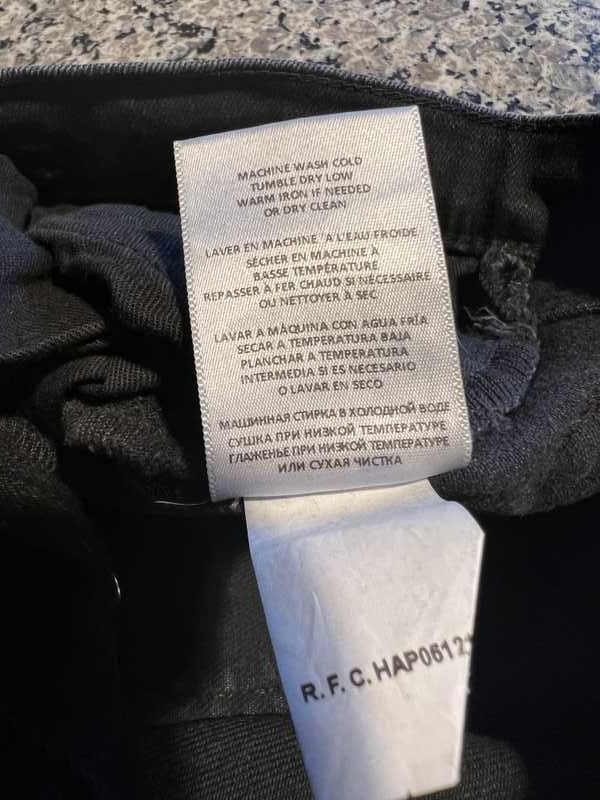 MACHINE WASH COLD
TUMBLE DRY LOW
WARM IRON IF NEEDED
OR DRY CLEAN
LAVER EN MACHINE A L'EAU FROIDE
SÉCHER EN MACHINE À
BASSE TEMPÉRATURE
REPASSER À FER CHAUD SI NÉCESSAIRE
OU NETTOYER À SEC
LAVAR A MÁQUINA CON AGUA FRÍA
SECAR A TEMPERATURA BAJA
PLANCHAR A TEMPERATURA
INTERMEDIA SI ES NECESARIO
O LAVAR EN SECO
МАШИННАЯ СТИРКА В ХОЛОДНОЙ ВОДЕ
СУШКА ПРИ НИЗКОЙ ТЕМПЕРАТУРЕ
ГЛАЖЕНЬЕ ПРИ НИЗКОЙ ТЕМПЕРАТУРЕ
ИЛИ СУХАЯ ЧИСТКА
R. F. C.